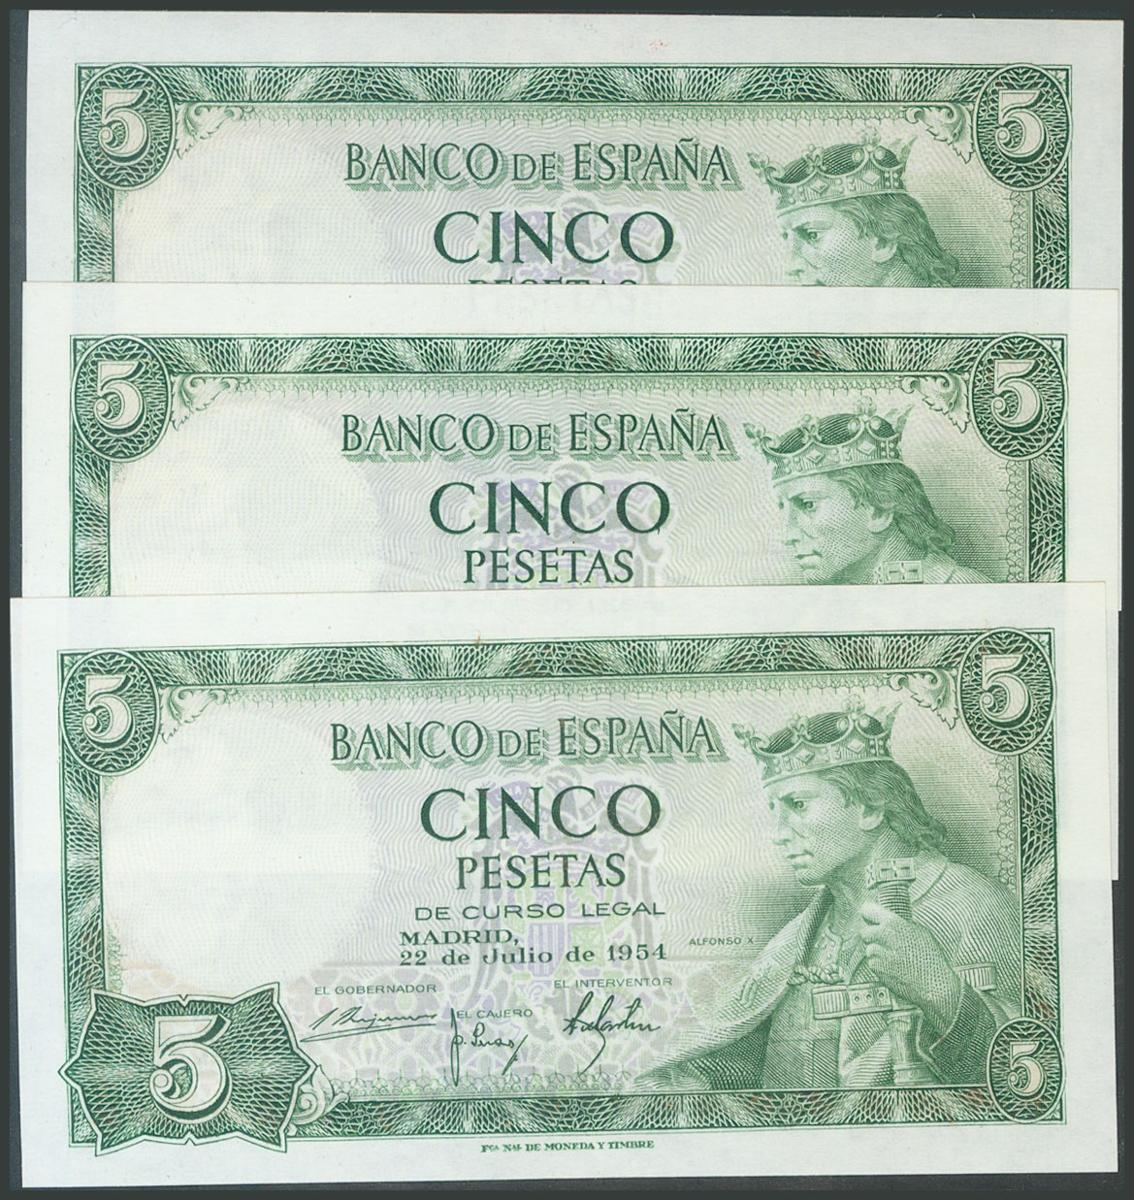 5 5
BANCO DE ESPAÑA
CINCO
PESETAS
5 5
BANCO DE ESPAÑA
CINCO
PESETAS
5 5
BANCO DE ESPAÑA
CINCO
PESETAS
DE CURSO LEGAL
MADRID,
22 de Julio de 1954
ALFONSO X
EL GOBERNADOR EL INTERVENTOR
EL CAJERO
5 5
Fca. Nal. DE MONEDA Y TIMBRE